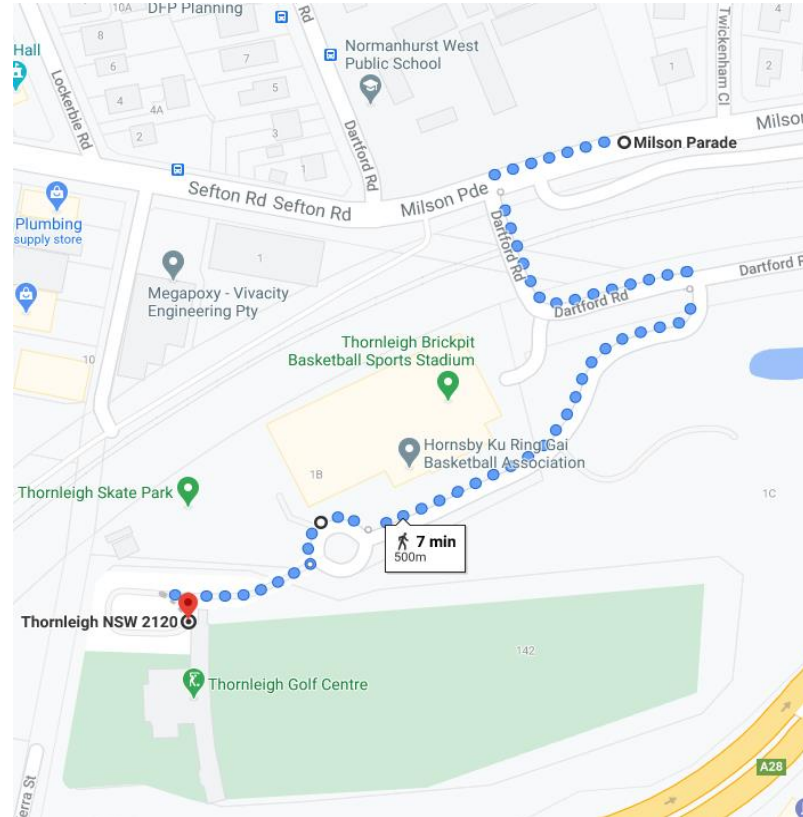 10A
DFP Planning
Rd
Hall
8
6
7
4
5
4A
2
3
1
Lockerbie Rd
Normanhurst West
Public School
Dartford Rd
1
2
Twickenham Cl
Milson Parade
Milson
Sefton Rd
Sefton Rd
Milson Pde
Plumbing
supply store
Dartford Rd
1
Megapoxy - Vivacity
Engineering Pty
Dartford R
Dartford Rd
Thornleigh Brickpit
Basketball Sports Stadium
10
Hornsby Ku Ring Gai
Basketball Association
1B
1C
Thornleigh Skate Park
7 min
500m
Thornleigh NSW 2120
142
Thornleigh Golf Centre
A28
erra St